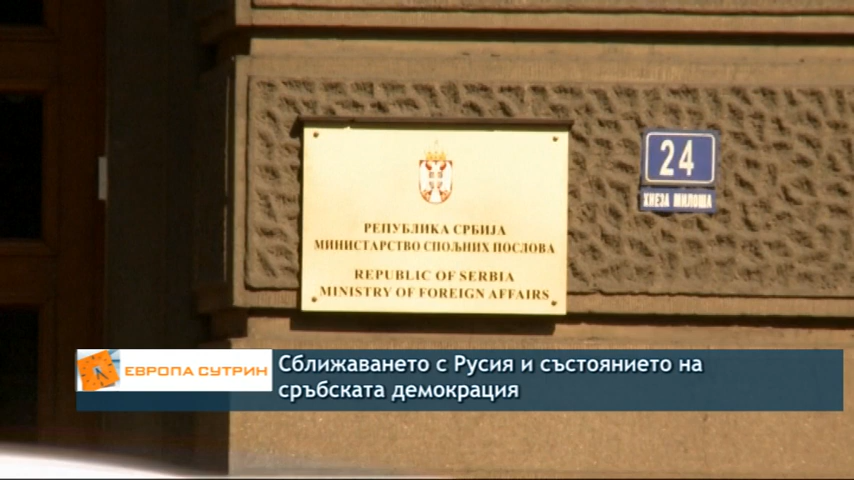 РЕПУБЛИКА СРБИЈА
МИНИСТАРСТВО СПОЉНИХ ПОСЛОВА
REPUBLIC OF SERBIA
MINISTRY OF FOREIGN AFFAIRS
24
КНЕЗА МИЛОША
ЕВРОПА СУТРИН
Сближаването с Русия и състоянието на
сръбската демокрация